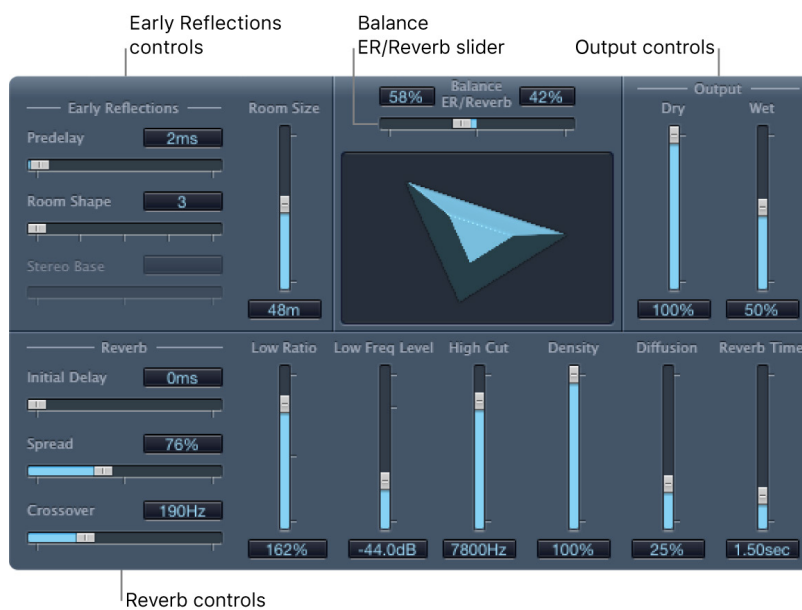 Early Reflections
controls
Balance
ER/Reverb slider
Output controls
Early Reflections
Room Size
Predelay
2ms
Room Shape
3
Stereo Base
48m
58%
Balance
ER/Reverb
42%
Output
Dry
Wet
100%
50%
Reverb
Initial Delay
0ms
Spread
76%
Crossover
190Hz
Low Ratio
Low Freq Level
High Cut
Density
Diffusion
Reverb Time
162%
-44.0dB
7800Hz
100%
25%
1.50sec
Reverb controls